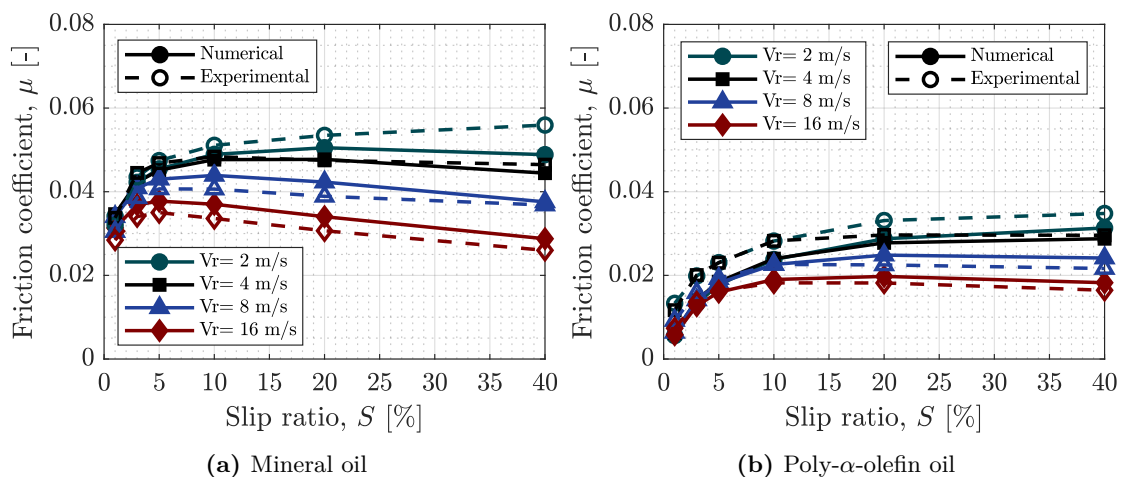 Friction coefficient, μ [-]
0.08
0.06
0.04
0.02
0
Numerical
Experimental
Vr= 2 m/s
Vr= 4 m/s
Vr= 8 m/s
Vr= 16 m/s
0 5 10 15 20 25 30 35 40
Slip ratio, S [%]
(a) Mineral oil
Friction coefficient, μ [-]
0.08
0.06
0.04
0.02
0
Vr= 2 m/s
Vr= 4 m/s
Vr= 8 m/s
Vr= 16 m/s
Numerical
Experimental
0 5 10 15 20 25 30 35 40
Slip ratio, S [%]
(b) Poly-α-olefin oil